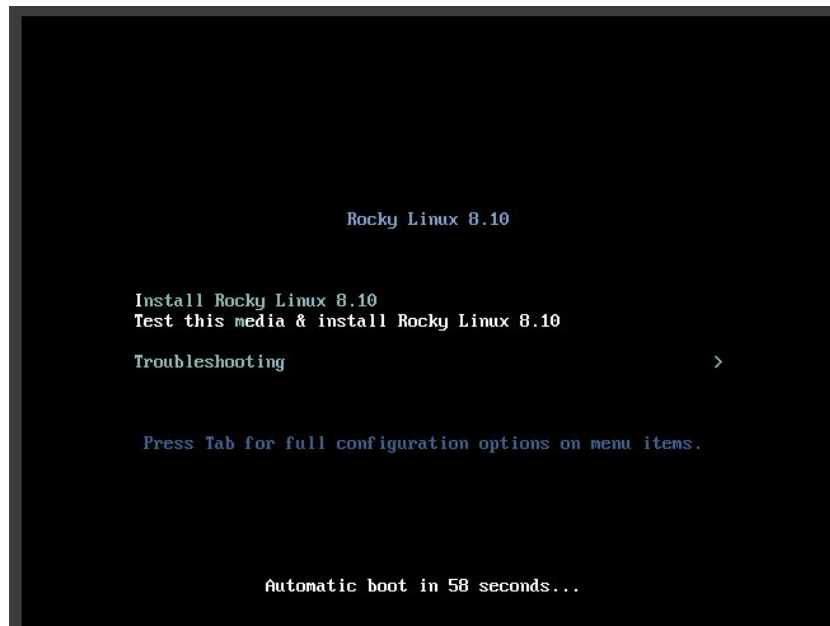 Rocky Linux 8.10
Install Rocky Linux 8.10
Test this media & install Rocky Linux 8.10
Troubleshooting >
Press Tab for full configuration options on menu items.
Automatic boot in 58 seconds...